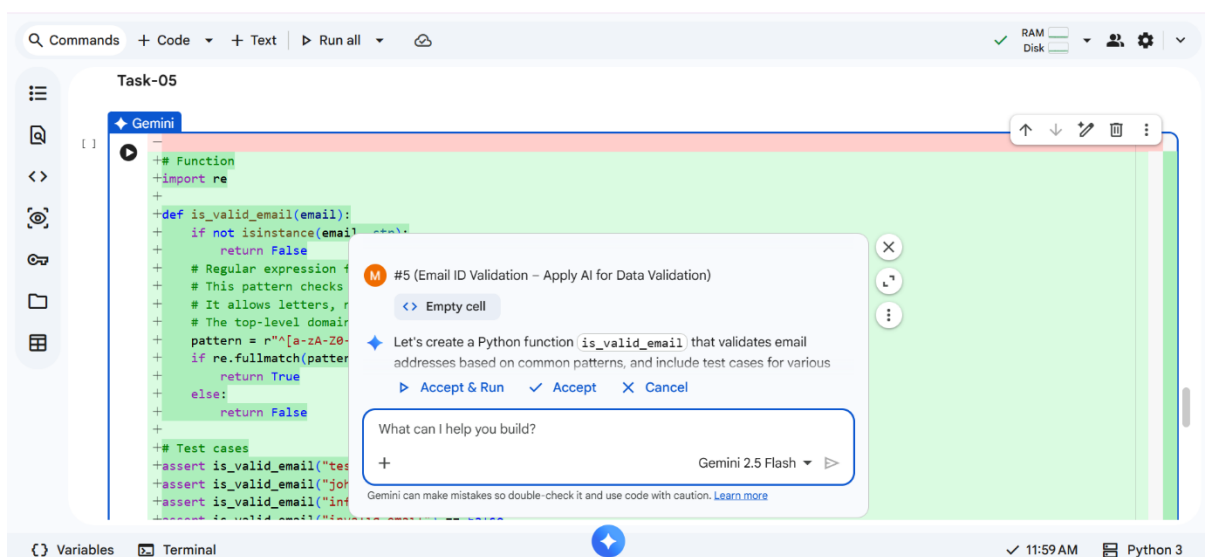 Commands + Code + Text Run all
RAM
Disk
Task-05
Gemini
[ ]
-
+# Function
+import re
+
+def is_valid_email(email):
+ if not isinstance(email, str):
+ return False
+ # Regular expression
+ # This pattern checks
+ # It allows letters,
+ # The top-level domain
+ pattern = r"^[a-zA-Z0-
+ if re.fullmatch(patter
+ return True
+ else:
+ return False
+
+# Test cases
+assert is_valid_email("tes
+assert is_valid_email("joh
+assert is_valid_email("inf
+assert is_valid_email("invalid_email") == False
M #5 (Email ID Validation – Apply AI for Data Validation)
<> Empty cell
Let's create a Python function is_valid_email that validates email
addresses based on common patterns, and include test cases for various
Accept & Run Accept Cancel
What can I help you build?
+ Gemini 2.5 Flash
Gemini can make mistakes so double-check it and use code with caution. Learn more
{} Variables Terminal 11:59 AM Python 3